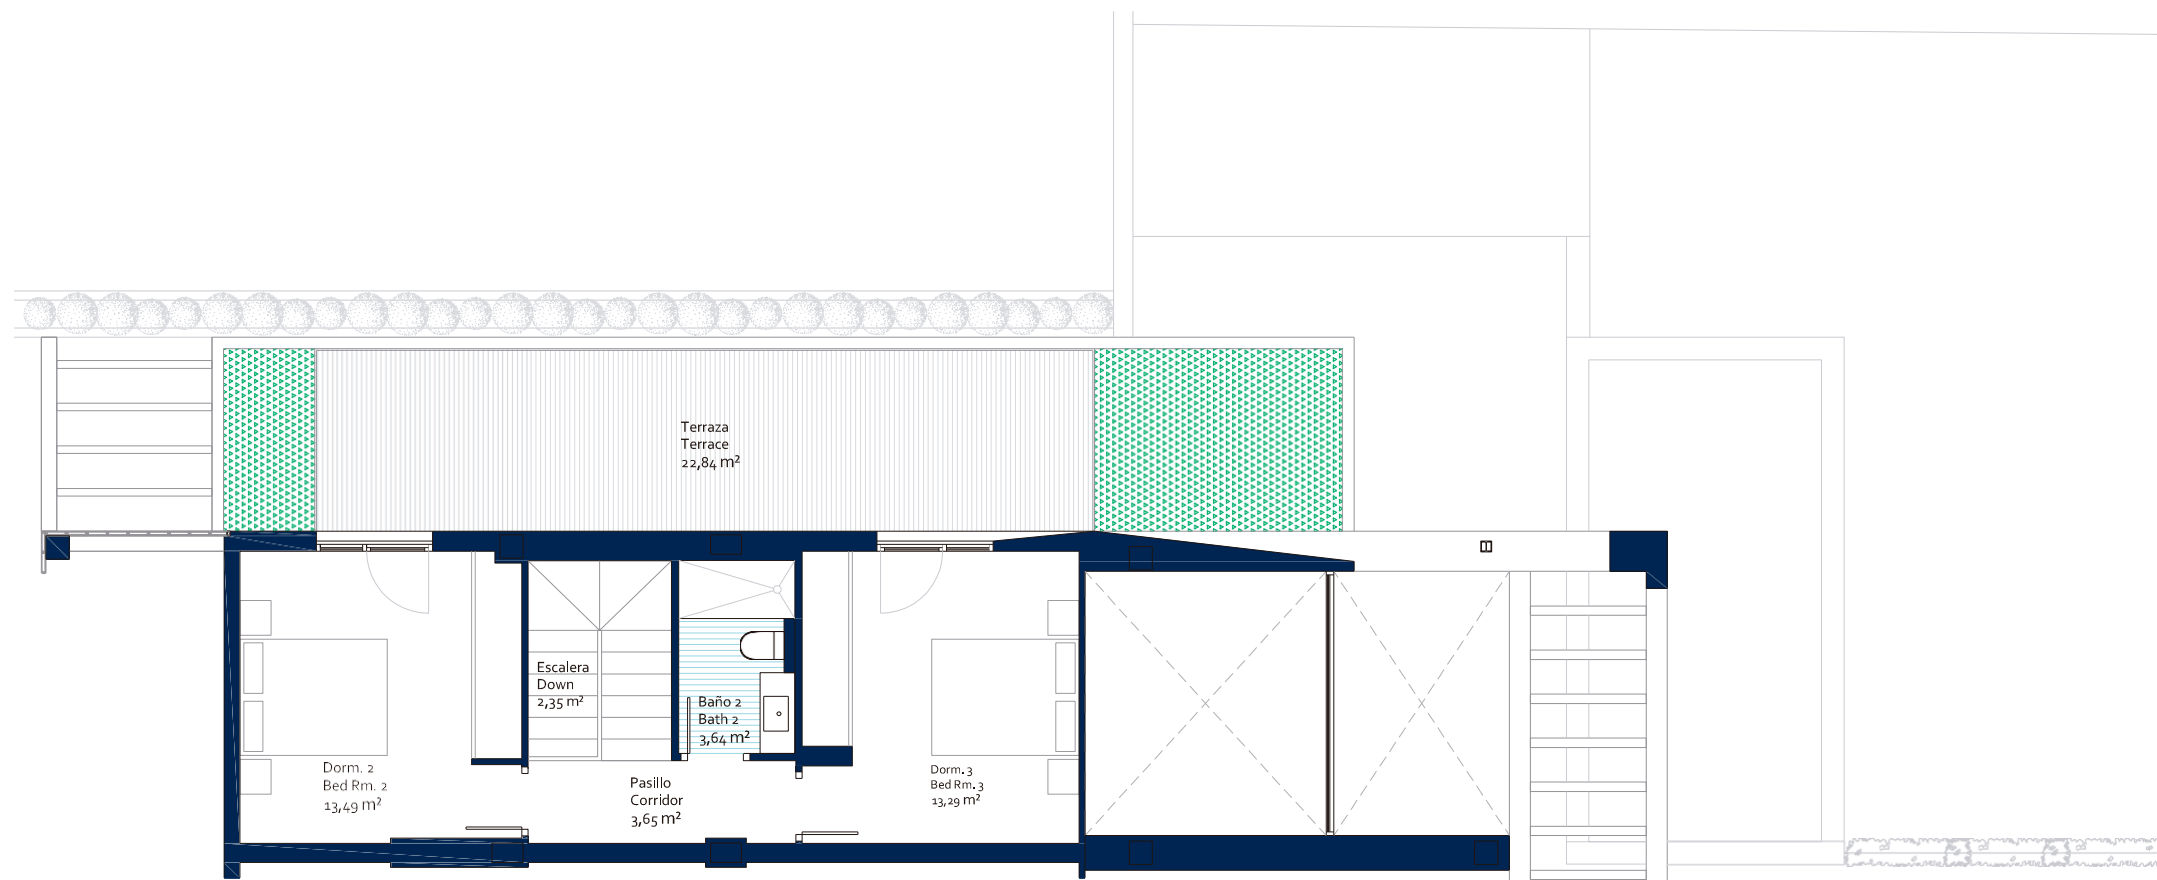 Terraza
Terrace
22,84 m²
Escalera
Down
2,35 m²
Baño 2
Bath 2
3,64 m²
Dorm. 2
Bed Rm. 2
13,49 m²
Pasillo
Corridor
3,65 m²
Dorm. 3
Bed Rm. 3
13,29 m²